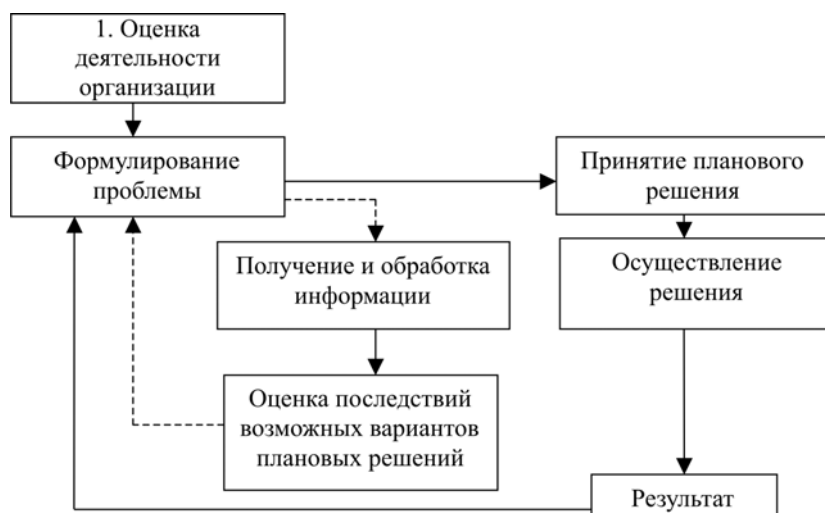 1. Оценка
деятельности
организации
Формулирование
проблемы
Принятие планового
решения
Получение и обработка
информации
Осуществление
решения
Оценка последствий
возможных вариантов
плановых решений
Результат